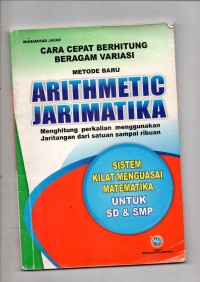 MUHAMMAD JAFAR
CARA CEPAT BERHITUNG
BERAGAM VARIASI
METODE BARU
ARITHMETIC
JARIMATIKA
Menghitung perkalian menggunakan
Jaritangan dari satuan sampai ribuan
SISTEM
KILAT MENGUASAI
MATEMATIKA
UNTUK
SD & SMP